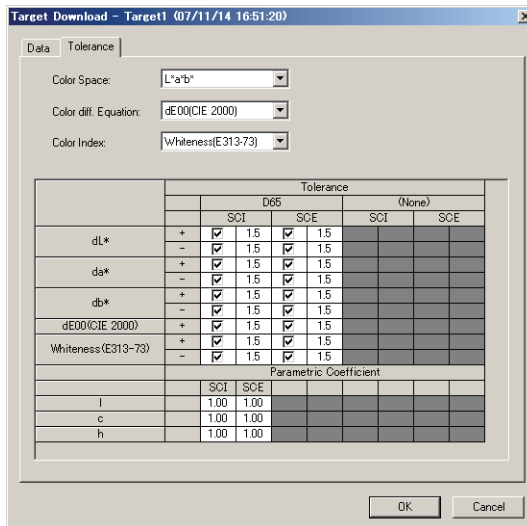 Target Download - Target1 (07/11/14 16:51:20)
Data Tolerance
Color Space: L*a*b*
Color diff. Equation: dE00(CIE 2000)
Color Index: Whiteness(E313-73)
Tolerance
D65 (None)
SCI SCE SCI SCE
dL* + 1.5 1.5
- 1.5 1.5
da* + 1.5 1.5
- 1.5 1.5
db* + 1.5 1.5
- 1.5 1.5
dE00(CIE 2000) + 1.5 1.5
Whiteness(E313-73) + 1.5 1.5
- 1.5 1.5
Parametric Coefficient
SCI SCE
l 1.00 1.00
c 1.00 1.00
h 1.00 1.00
OK Cancel